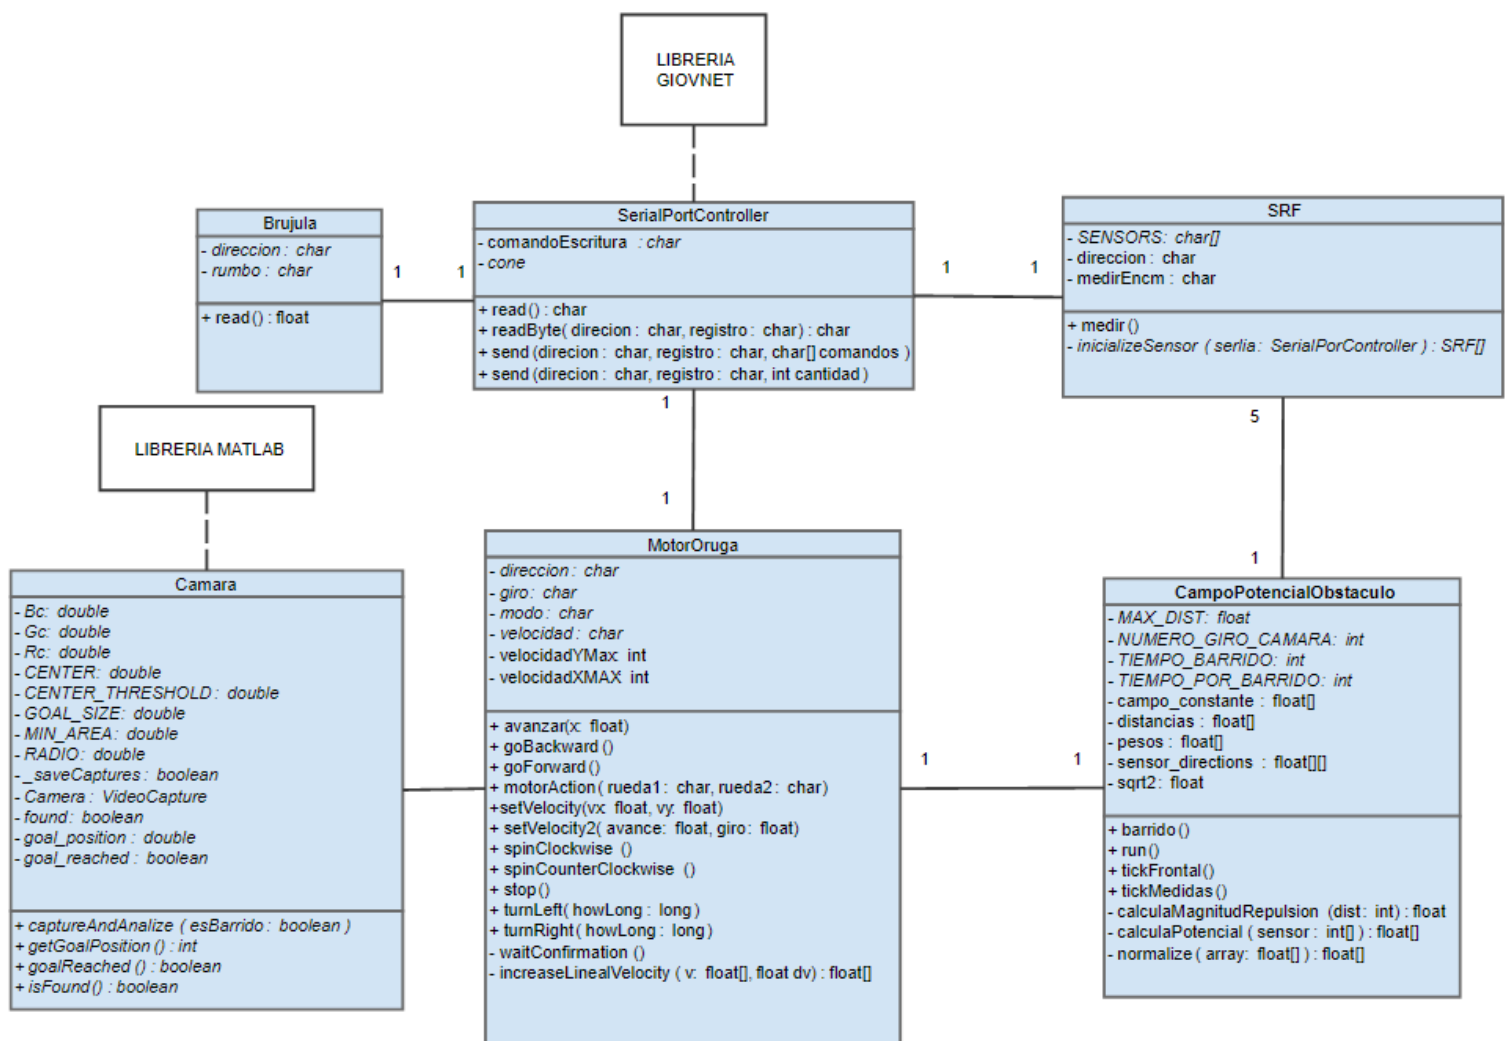 LIBRERIA
GIOVNET
Brujula
- direccion : char
- rumbo : char
+ read() : float
1
1
SerialPortController
- comandoEscritura : char
- cone
+ read() : char
+ readByte( direcion : char, registro : char) : char
+ send (direcion : char, registro : char, char[] comandos )
+ send (direcion : char, registro : char, int cantidad )
1
1
SRF
- SENSORS: char[]
- direccion : char
- medirEncm : char
+ medir()
- inicializeSensor ( serlia : SerialPorController ) : SRF[]
LIBRERIA MATLAB
1
1
5
1
Camara
- Bc: double
- Gc: double
- Rc: double
- CENTER: double
- CENTER_THRESHOLD : double
- GOAL_SIZE: double
- MIN_AREA: double
- RADIO: double
- _saveCaptures : boolean
- Camera : VideoCapture
- found : boolean
- goal_position : double
- goal_reached : boolean
+ captureAndAnalize ( esBarrido : boolean )
+ getGoalPosition () : int
+ goalReached () : boolean
+ isFound() : boolean
MotorOruga
- direccion : char
- giro: char
- modo : char
- velocidad : char
- velocidadYMax: int
- velocidadXMAX: int
+ avanzar(x: float)
+ goBackward ()
+ goForward()
+ motorAction( rueda1 : char, rueda2 : char)
+setVelocity(vx: float, vy: float)
+ setVelocity2( avance: float, giro: float)
+ spinClockwise ()
+ spinCounterClockwise ()
+ stop()
+ turnLeft( howLong : long)
+ turnRight( howLong : long)
- waitConfirmation ()
- increaseLinealVelocity ( v: float[], float dv) : float[]
1
1
CampoPotencialObstaculo
- MAX_DIST: float
- NUMERO_GIRO_CAMARA: int
- TIEMPO_BARRIDO: int
- TIEMPO_POR_BARRIDO: int
- campo_constante : float[]
- distancias : float[]
- pesos : float[]
- sensor_directions : float[][]
- sqrt2: float
+ barrido()
+ run()
+ tickFrontal()
+ tickMedidas()
- calculaMagnitudRepulsion (dist: int) : float
- calculaPotencial ( sensor : int[] ) : float[]
- normalize ( array: float[] ) : float[]